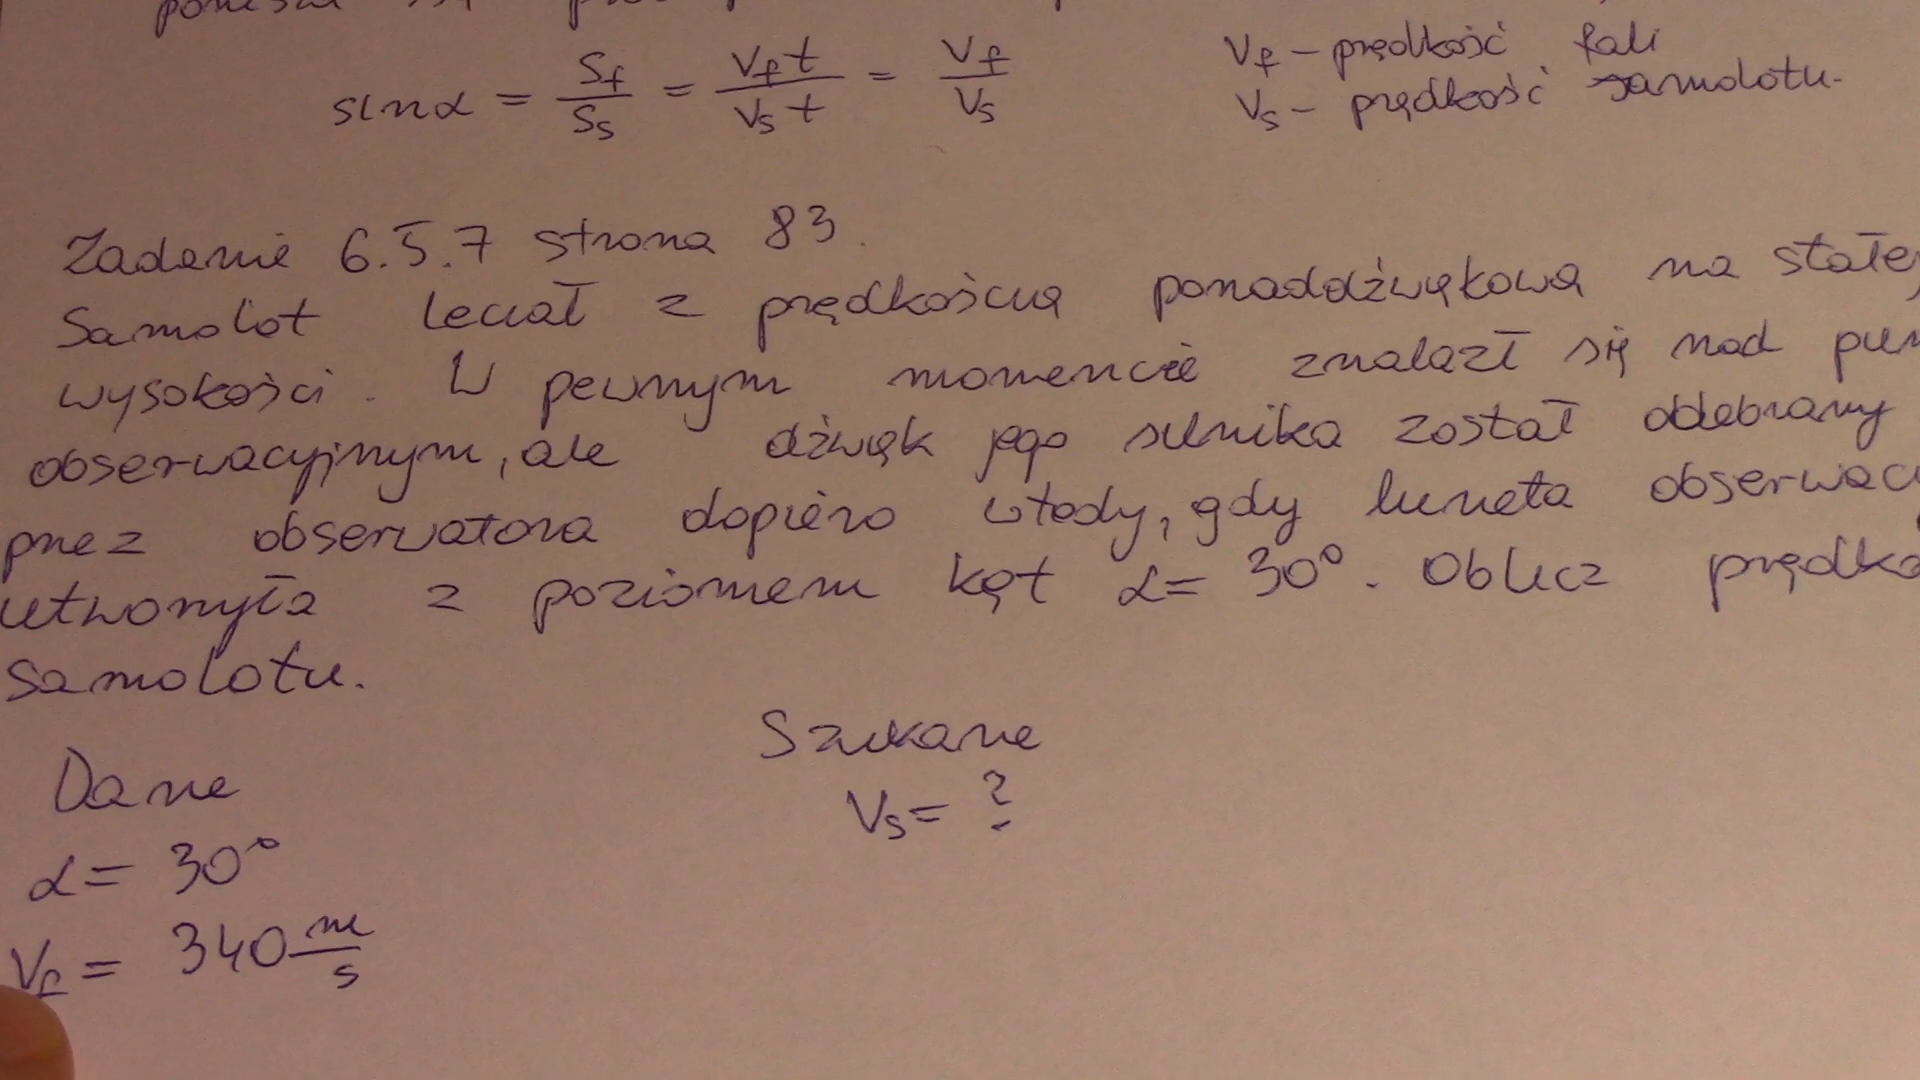 sinα = Sf/Ss = Vf t/Vs t = Vf/Vs
Vf – prędkość fali
Vs – prędkość samolotu.
Zadanie 6.5.7 strona 83.
Samolot leciał z prędkością ponaddźwiękową na stałej
wysokości. W pewnym momencie znalazł się nad pun
obserwacyjnym, ale dźwięk jego silnika został odebrany
przez obserwatora dopiero wtedy, gdy luneta obserwac
utworzyła z poziomem kąt α = 30°. Oblicz prędko
samolotu.
Dane
Szukane
Vs = ?
α = 30°
Vf = 340 m/s